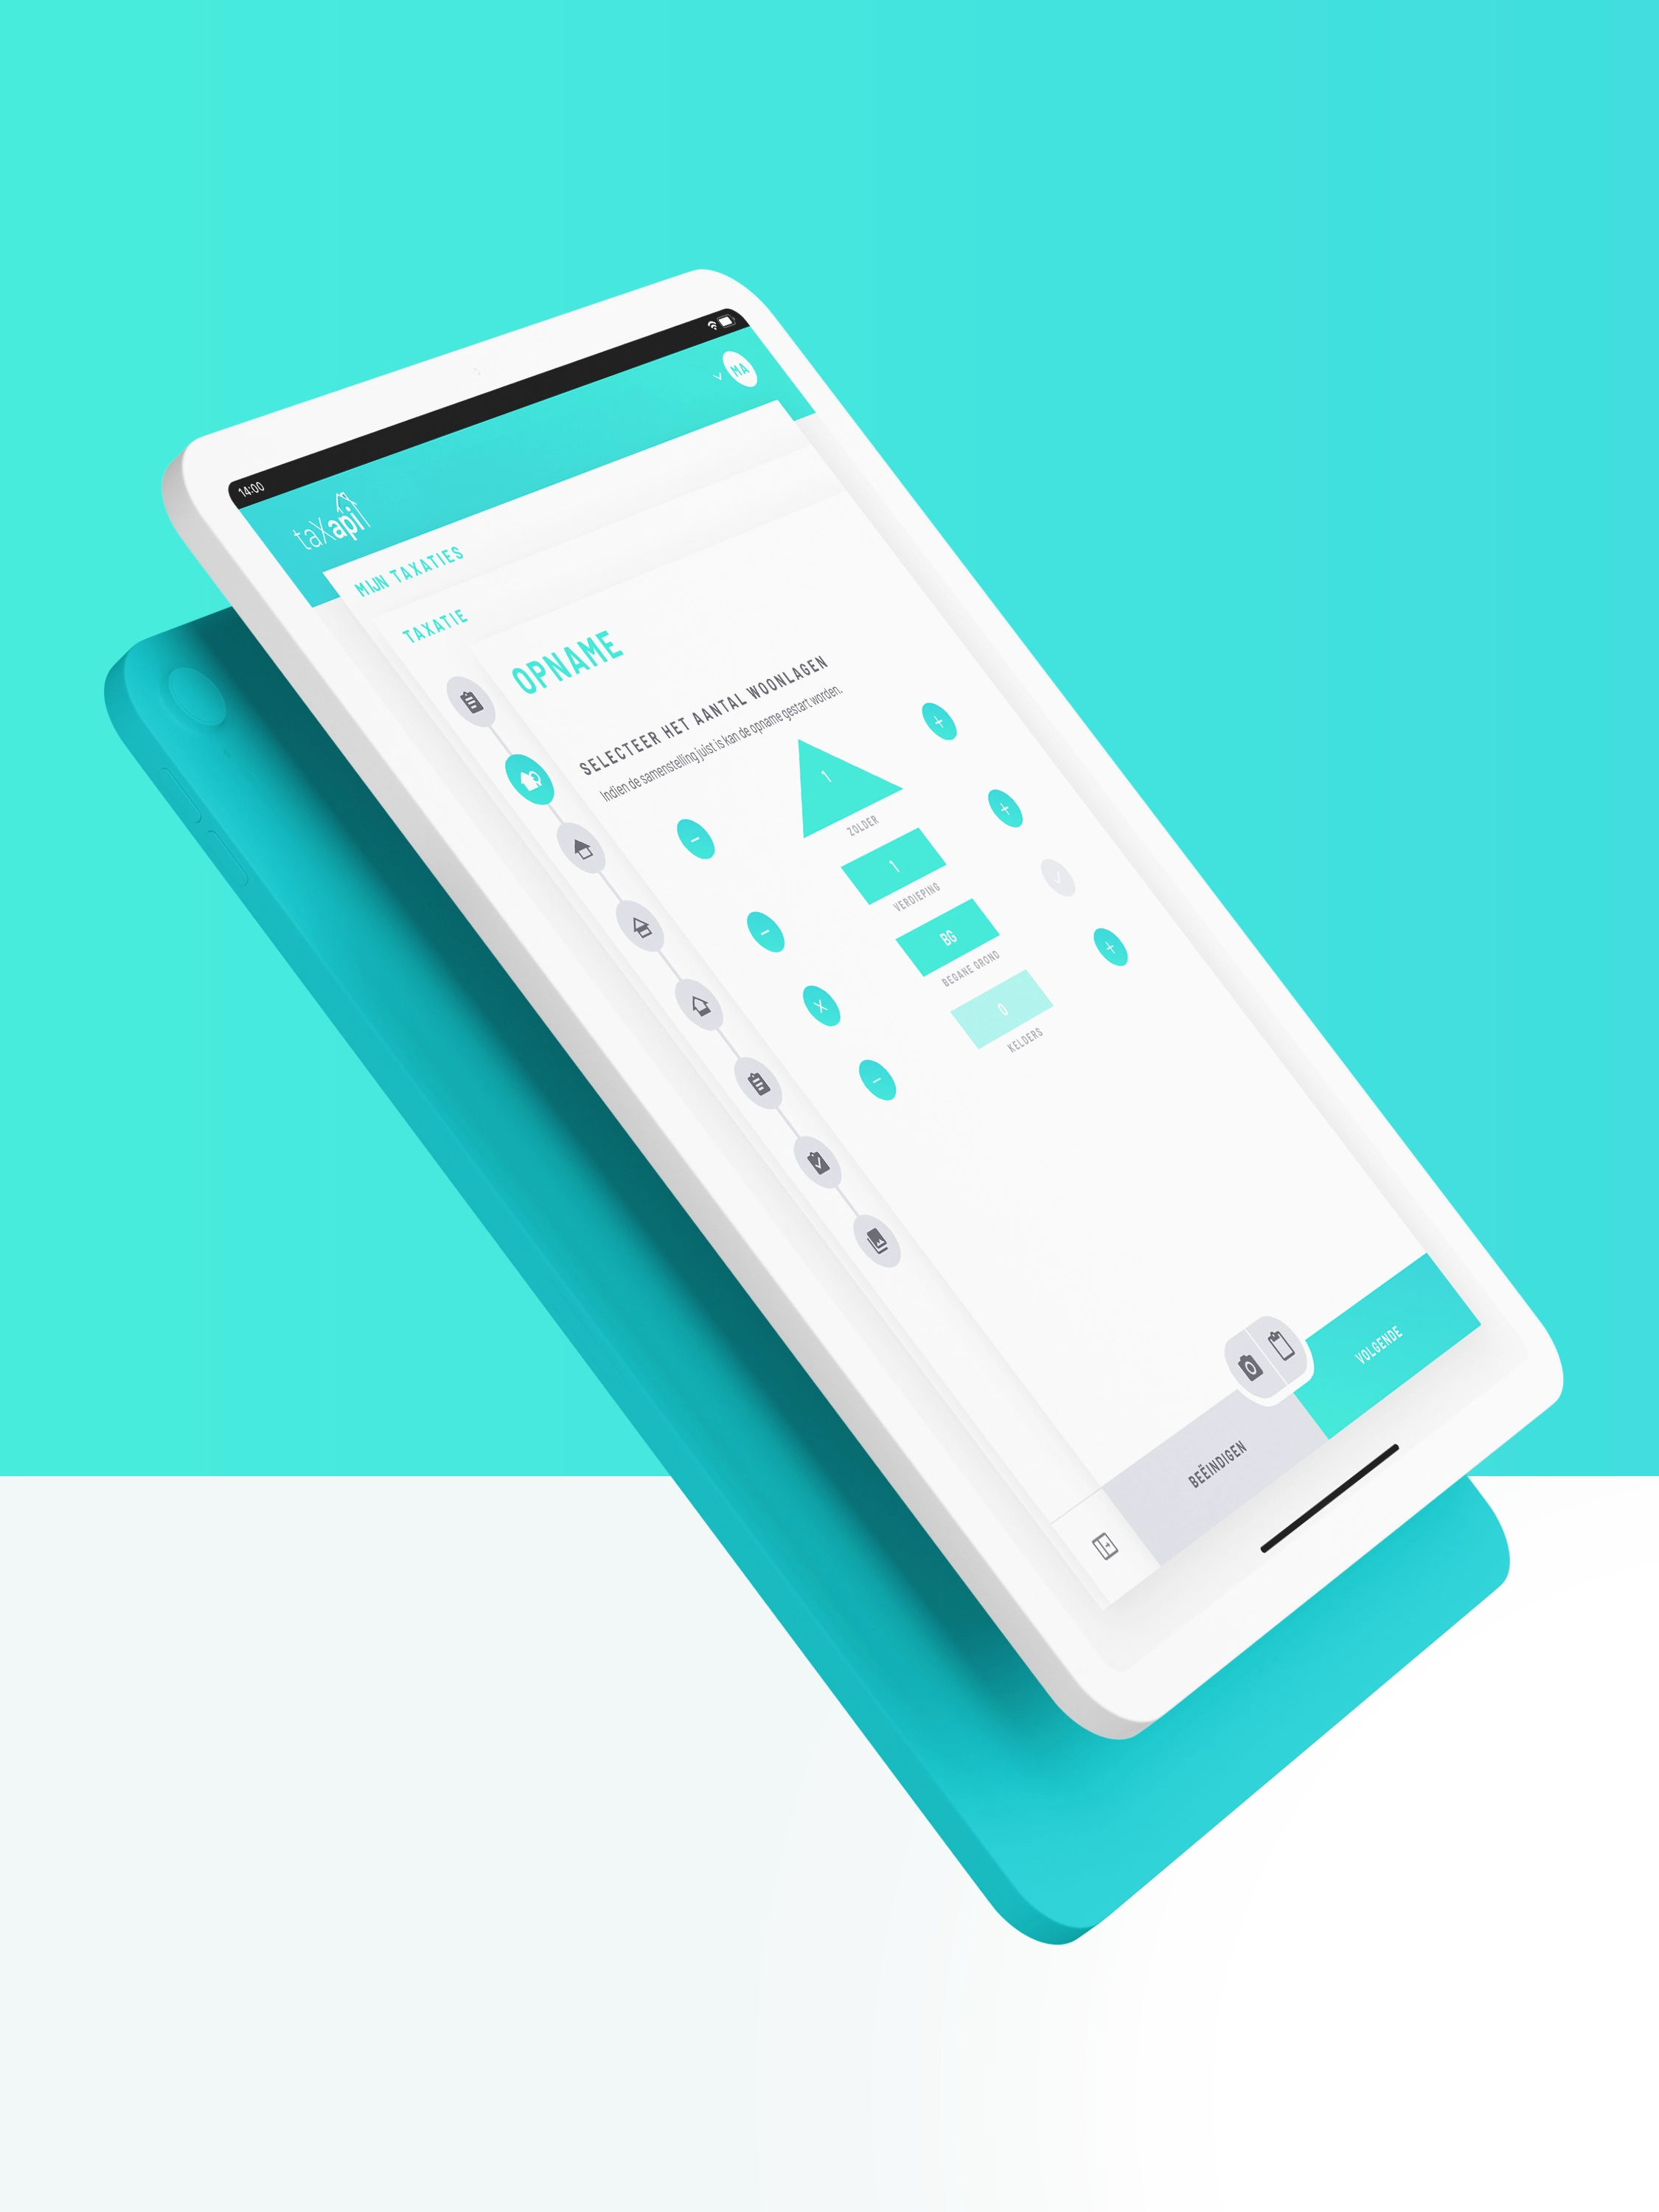 14:00
MA
taXapi
MIJN TAXATIES
TAXATIE
OPNAME
SELECTEER HET AANTAL WOONLAGEN
Indien de samenstelling juist is kan de opname gestart worden.
1
ZOLDER
1
VERDIEPING
BG
BEGANE GROND
0
KELDERS
BEËINDIGEN
VOLGENDE